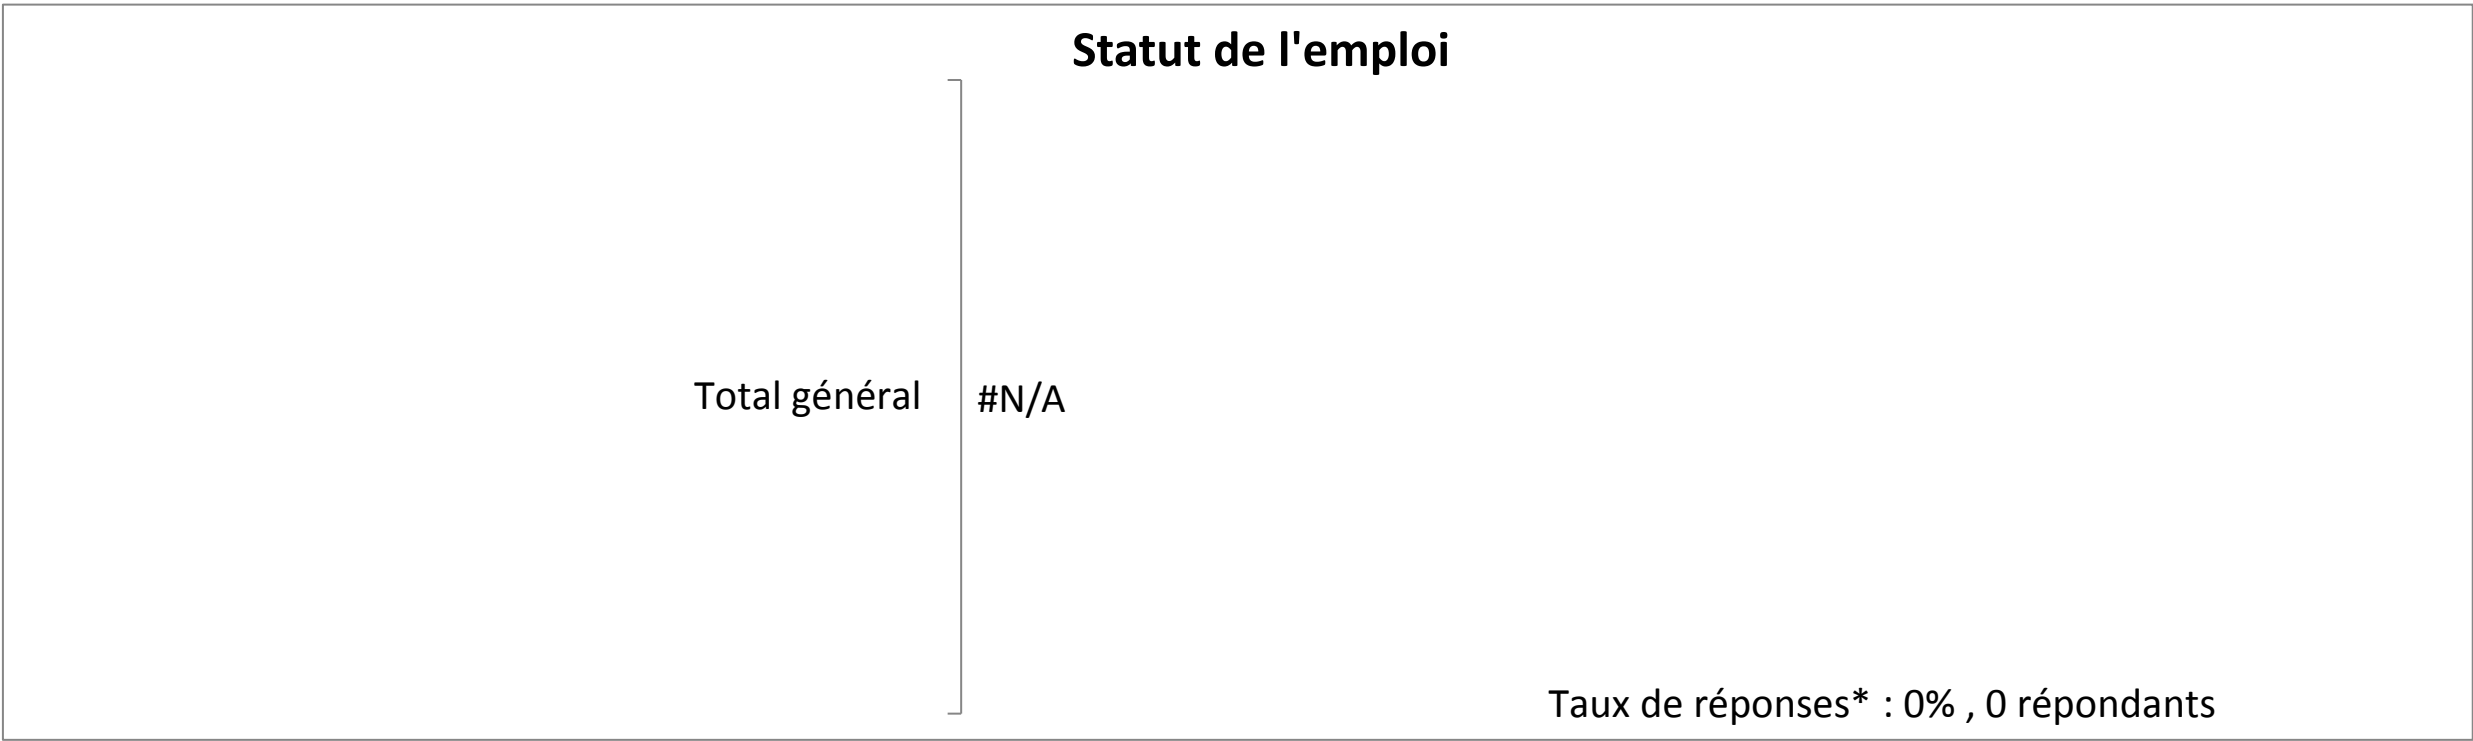 Statut de l'emploi
Total général #N/A
Taux de réponses* : 0% , 0 répondants